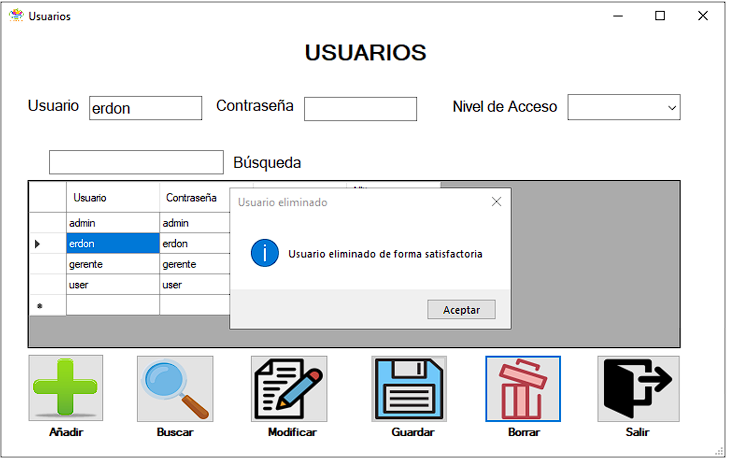 Usuarios
USUARIOS
Usuario erdon Contraseña Nivel de Acceso
Búsqueda
Usuario Contraseña
admin admin
erdon erdon
gerente gerente
user user
Usuario eliminado
Usuario eliminado de forma satisfactoria
Aceptar
Añadir Buscar Modificar Guardar Borrar Salir